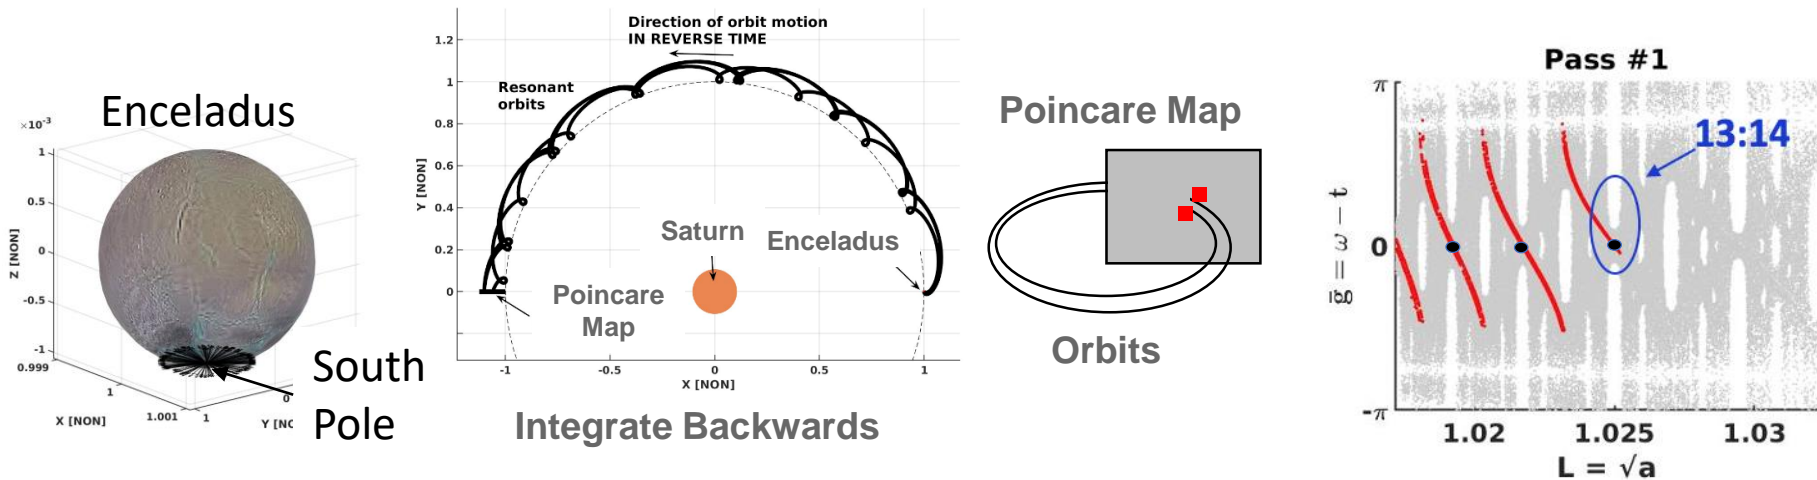 Enceladus
×10⁻³
1
0.5
0
-0.5
-1
Z [NON]
0.999
1
1.001
X [NON]
1
0
Y [NO
South
Pole
Direction of orbit motion
IN REVERSE TIME
Resonant
orbits
1.2
1
0.8
0.6
0.4
0.2
0
Y [NON]
Saturn
Enceladus
Poincare
Map
-1
-0.5
0
0.5
1
X [NON]
Integrate Backwards
Poincare Map
Orbits
Pass #1
π
0
-π
g̅ = ω − t
13:14
1.02
1.025
1.03
L = √a